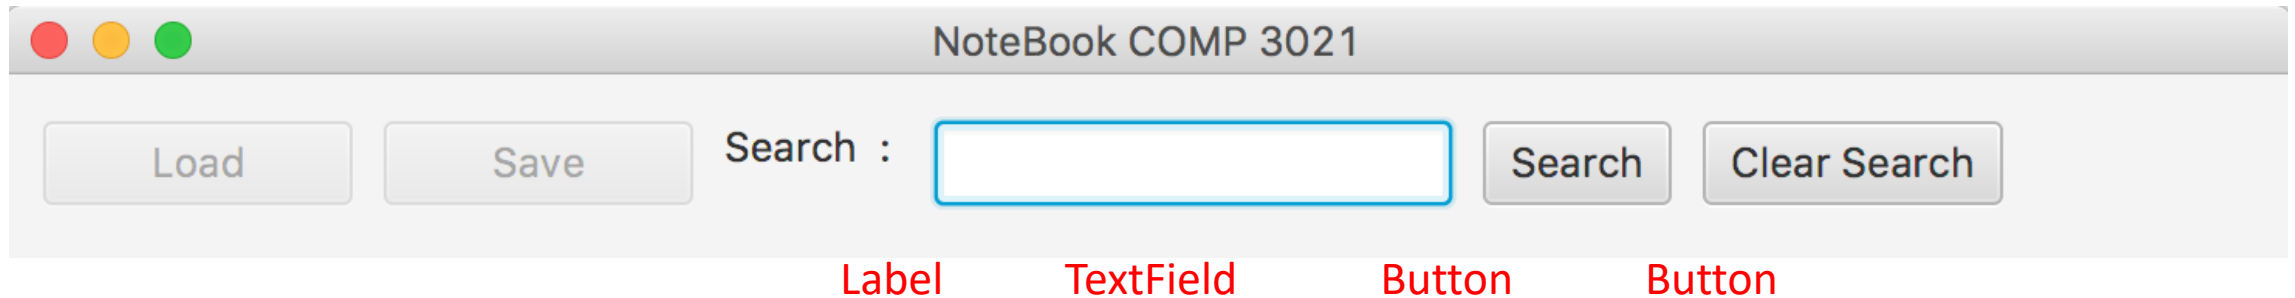 NoteBook COMP 3021
Load Save Search : Search Clear Search
Label TextField Button Button